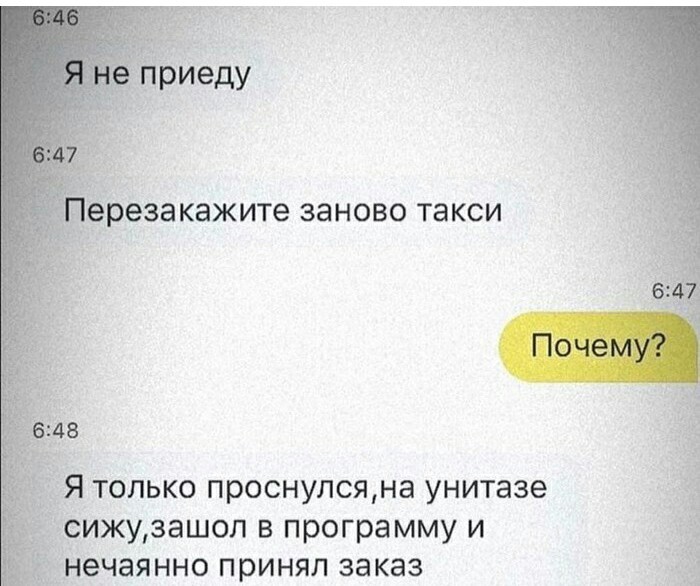 6:46
Я не приеду
6:47
Перезакажите заново такси
6:47
Почему?
6:48
Я только проснулся,на унитазе
сижу,зашол в программу и
нечаянно принял заказ